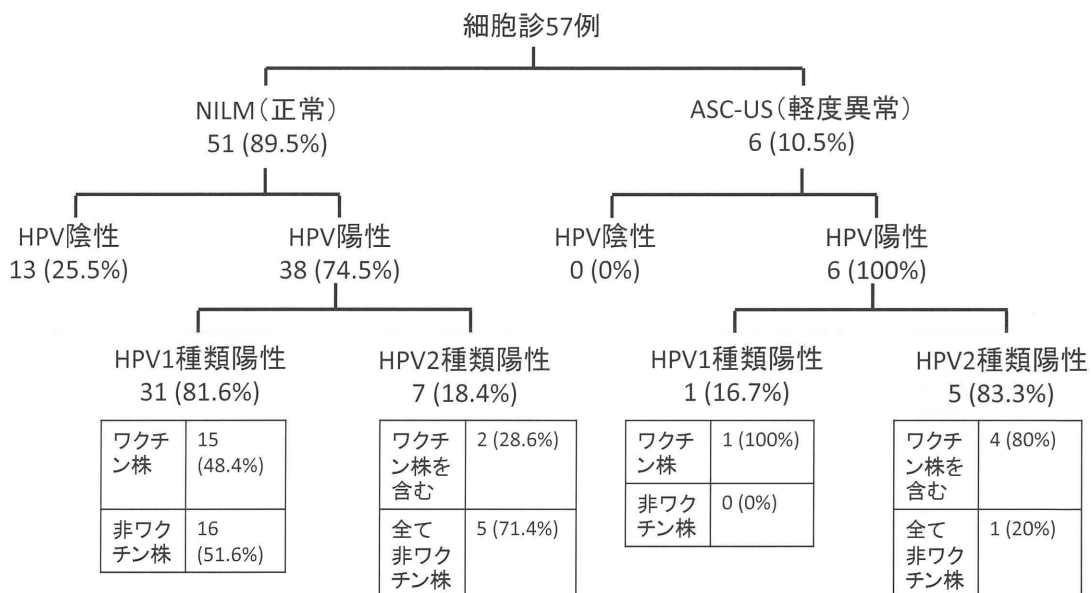 細胞診57例
NILM(正常)
51 (89.5%)
ASC-US(軽度異常)
6 (10.5%)
HPV陰性
13 (25.5%)
HPV陽性
38 (74.5%)
HPV陰性
0 (0%)
HPV陽性
6 (100%)
HPV1種類陽性
31 (81.6%)
HPV2種類陽性
7 (18.4%)
HPV1種類陽性
1 (16.7%)
HPV2種類陽性
5 (83.3%)
ワクチ
ン株
15
(48.4%)
非ワク
チン株
16
(51.6%)
ワクチ
ン株を
含む
2 (28.6%)
全て
非ワク
チン株
5 (71.4%)
ワクチ
ン株
1 (100%)
非ワク
チン株
0 (0%)
ワクチ
ン株を
含む
4 (80%)
全て
非ワク
チン株
1 (20%)